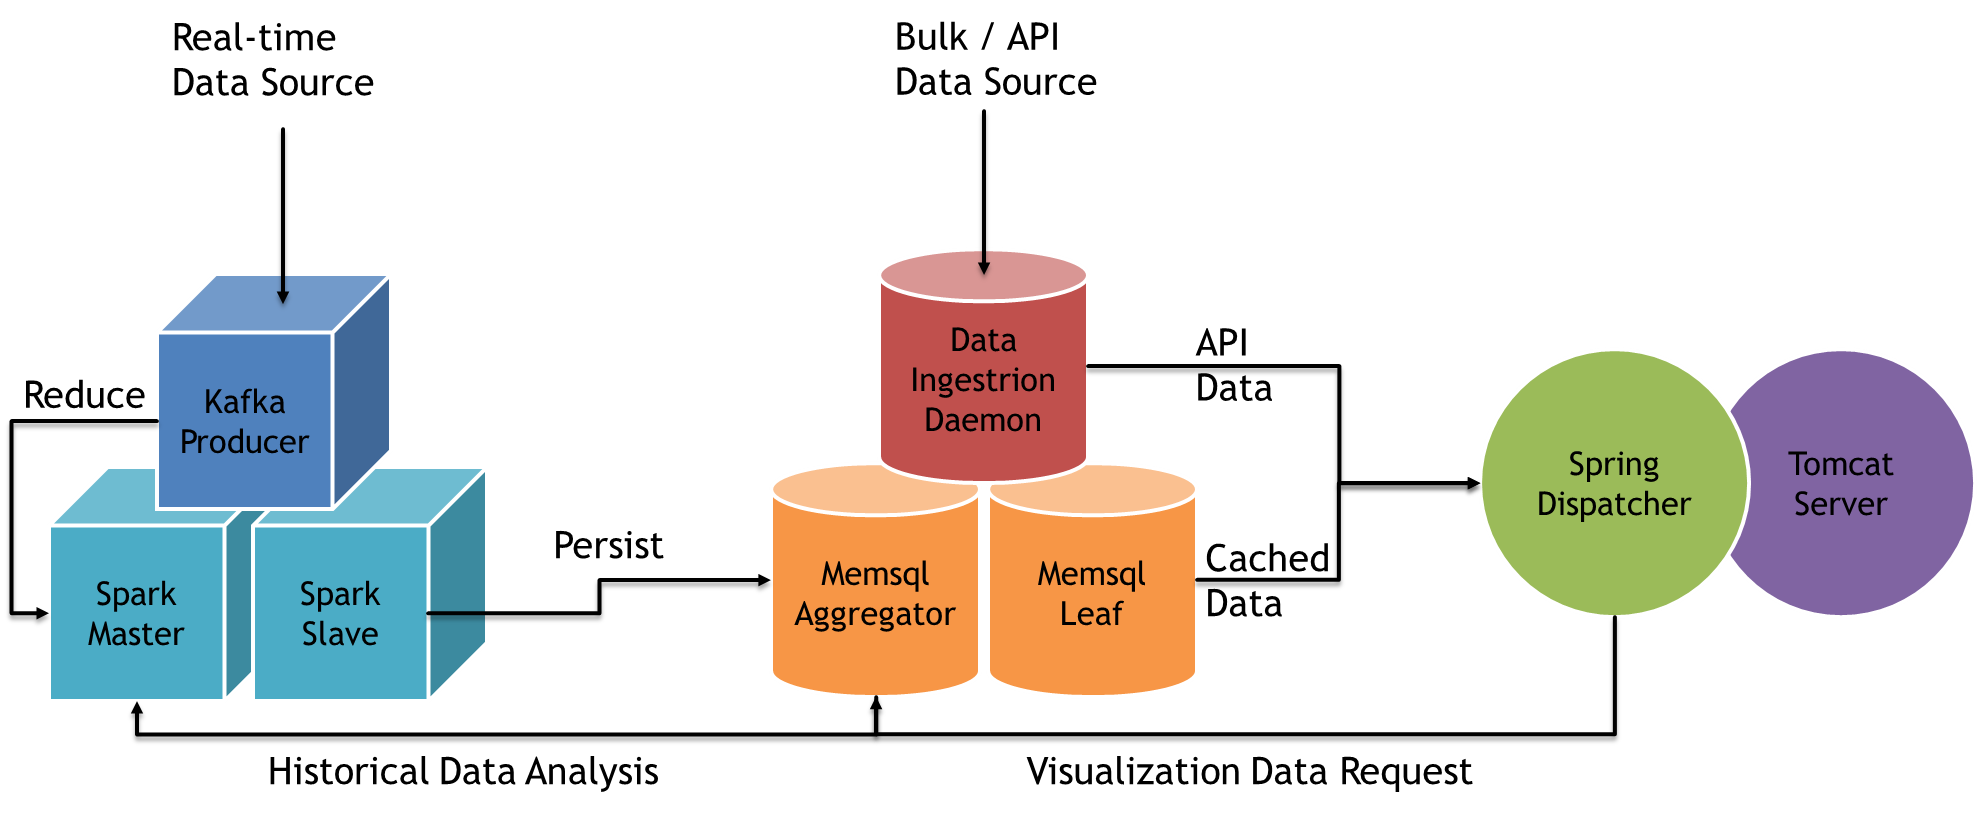 Real-time
Data Source
Bulk / API
Data Source
Reduce
Kafka
Producer
Spark
Master
Spark
Slave
Persist
Data
Ingestrion
Daemon
API
Data
Memsql
Aggregator
Memsql
Leaf
Cached
Data
Spring
Dispatcher
Tomcat
Server
Historical Data Analysis
Visualization Data Request